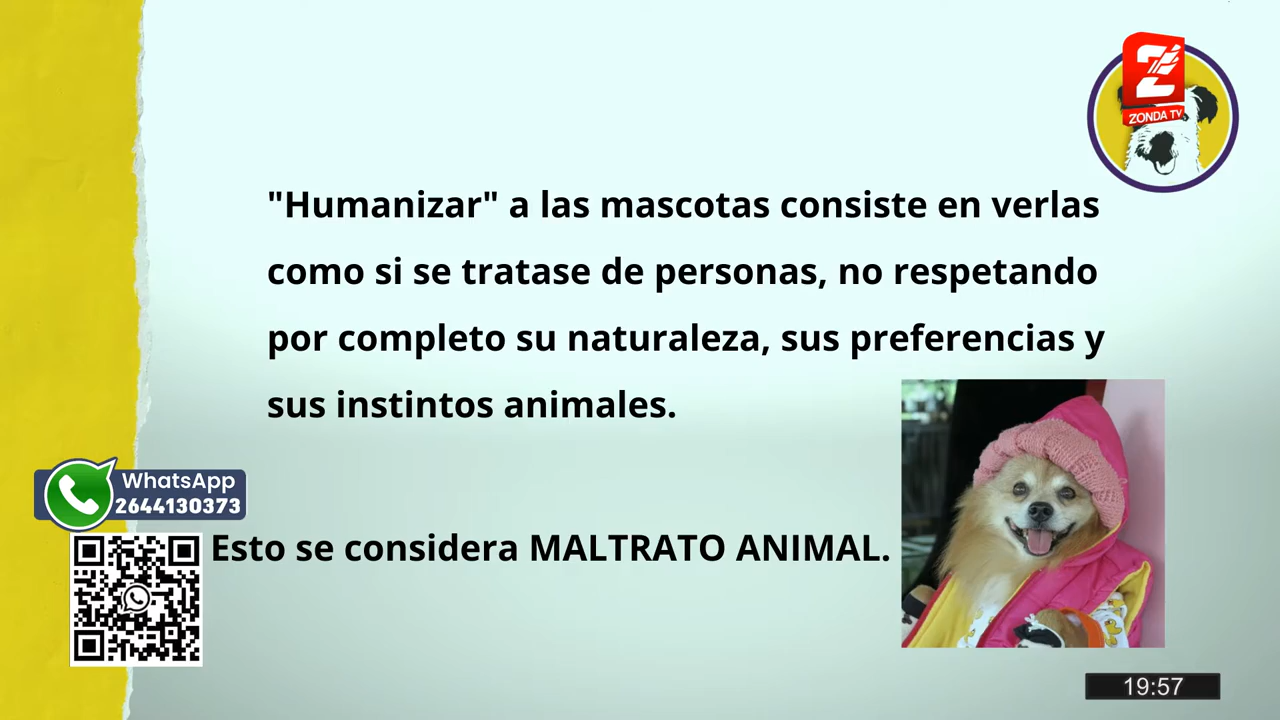 ZONDA TV
"Humanizar" a las mascotas consiste en verlas
como si se tratase de personas, no respetando
por completo su naturaleza, sus preferencias y
sus instintos animales.
WhatsApp
2644130373
Esto se considera MALTRATO ANIMAL.
19:57